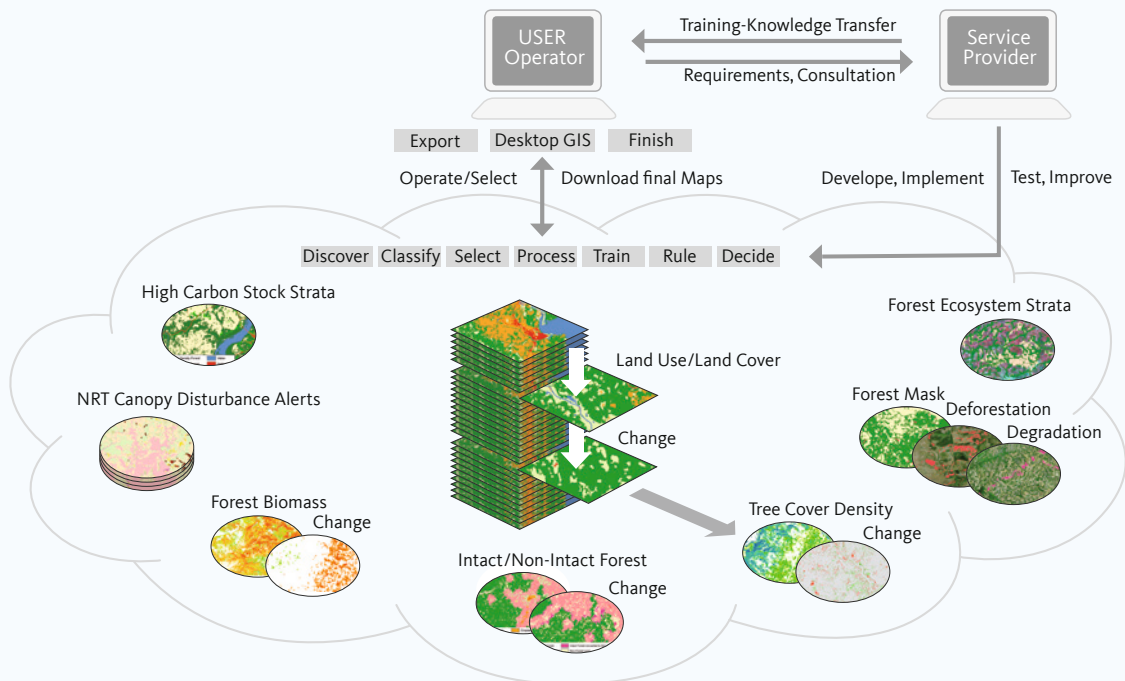 USER
Operator
Training-Knowledge Transfer
Requirements, Consultation
Service
Provider
Export
Desktop GIS
Finish
Operate/Select
Download final Maps
Develope, Implement
Test, Improve
Discover
Classify
Select
Process
Train
Rule
Decide
High Carbon Stock Strata
Forest Ecosystem Strata
Land Use/Land Cover
NRT Canopy Disturbance Alerts
Forest Mask
Deforestation
Degradation
Change
Forest Biomass
Change
Tree Cover Density
Change
Intact/Non-Intact Forest
Change